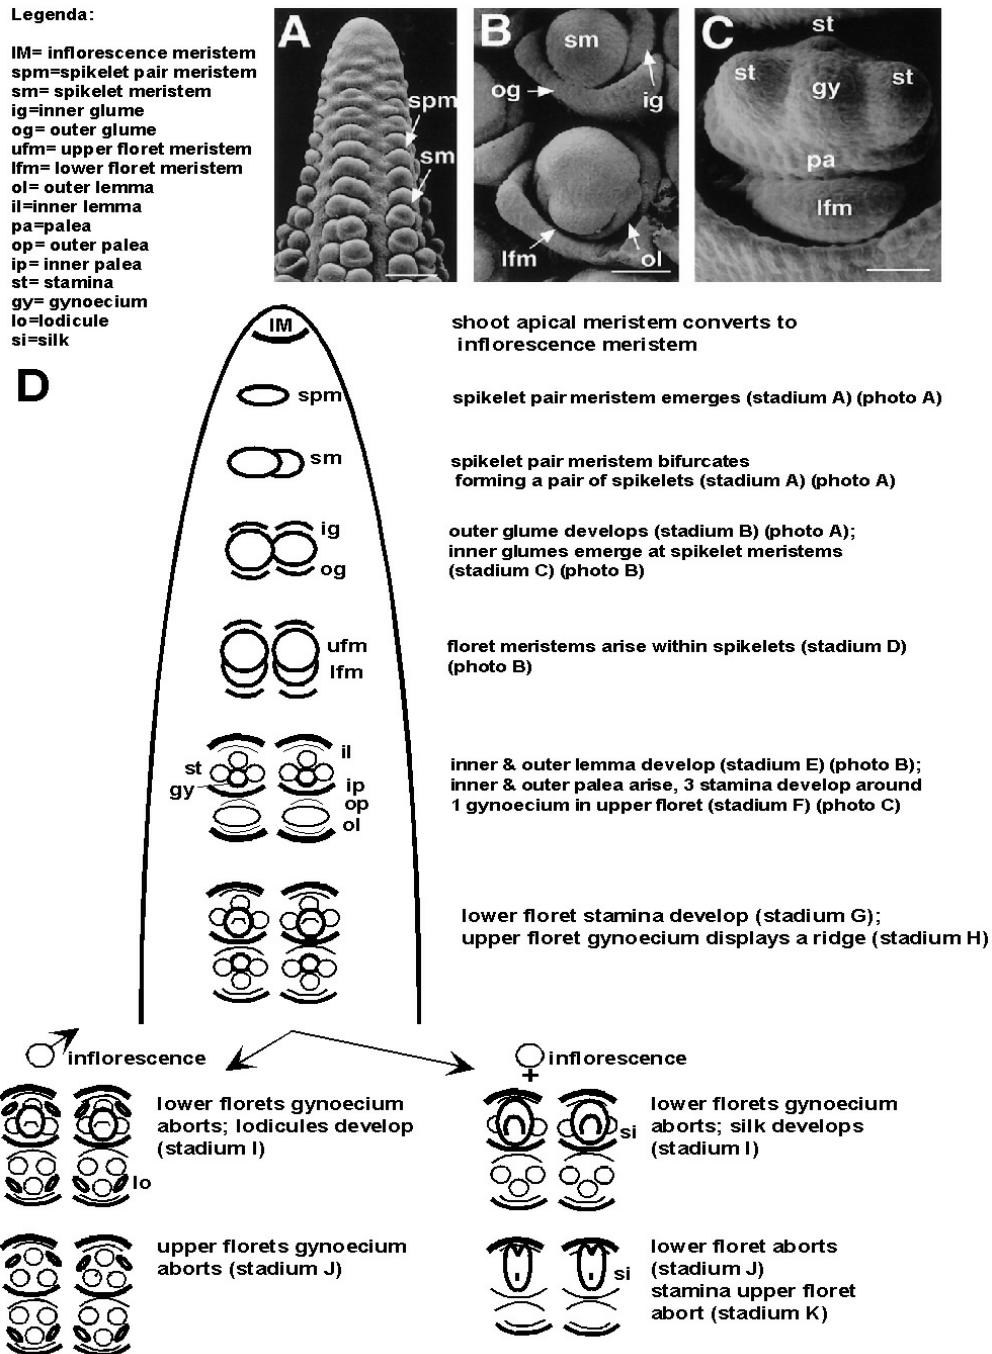 Legenda:
IM= inflorescence meristem
spm=spikelet pair meristem
sm= spikelet meristem
ig=inner glume
og= outer glume
ufm= upper floret meristem
lfm= lower floret meristem
ol= outer lemma
il=inner lemma
pa=palea
op= outer palea
ip= inner palea
st= stamina
gy= gynoecium
lo=lodicule
si=silk
A
spm
sm
B
sm
og
ig
lfm
ol
C
st
st
gy
st
pa
lfm
D
IM
shoot apical meristem converts to
inflorescence meristem
spm
spikelet pair meristem emerges (stadium A) (photo A)
sm
spikelet pair meristem bifurcates
forming a pair of spikelets (stadium A) (photo A)
ig
og
outer glume develops (stadium B) (photo A);
inner glumes emerge at spikelet meristems
(stadium C) (photo B)
ufm
lfm
floret meristems arise within spikelets (stadium D)
(photo B)
st
gy
il
ip
op
ol
inner & outer lemma develop (stadium E) (photo B);
inner & outer palea arise, 3 stamina develop around
1 gynoecium in upper floret (stadium F) (photo C)
lower floret stamina develop (stadium G);
upper floret gynoecium displays a ridge (stadium H)
♂ inflorescence
lower florets gynoecium
aborts; lodicules develop
(stadium I)
lo
upper florets gynoecium
aborts (stadium J)
♀ inflorescence
si
lower florets gynoecium
aborts; silk develops
(stadium I)
si
lower floret aborts
(stadium J)
stamina upper floret
abort (stadium K)